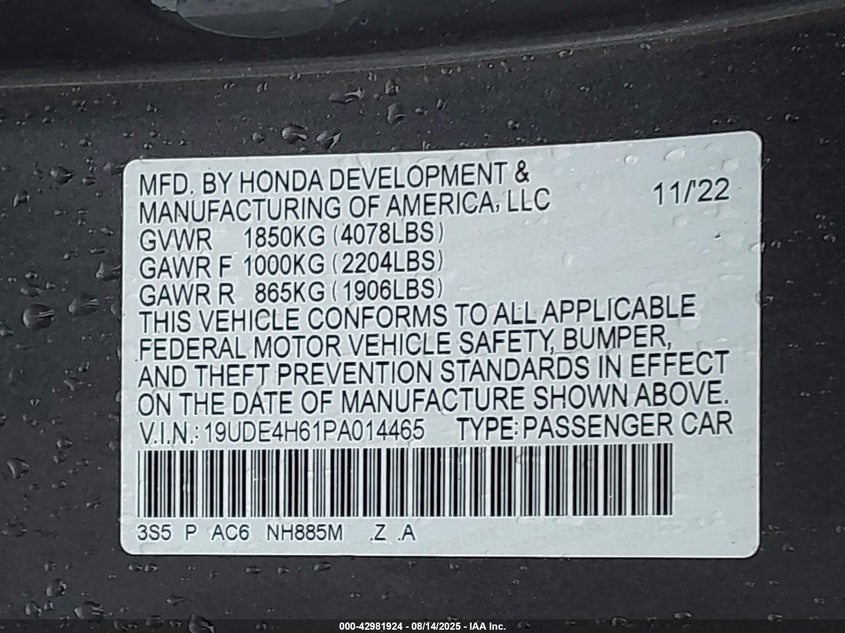 MFD. BY HONDA DEVELOPMENT &
MANUFACTURING OF AMERICA, LLC 11/'22
GVWR 1850KG (4078LBS)
GAWR F 1000KG (2204LBS)
GAWR R 865KG (1906LBS)
THIS VEHICLE CONFORMS TO ALL APPLICABLE
FEDERAL MOTOR VEHICLE SAFETY, BUMPER,
AND THEFT PREVENTION STANDARDS IN EFFECT
ON THE DATE OF MANUFACTURE SHOWN ABOVE.
V.I.N.: 19UDE4H61PA014465 TYPE: PASSENGER CAR
3S5 P AC6 NH885M .Z .A
000-42981924 - 08/14/2025 - IAA Inc.